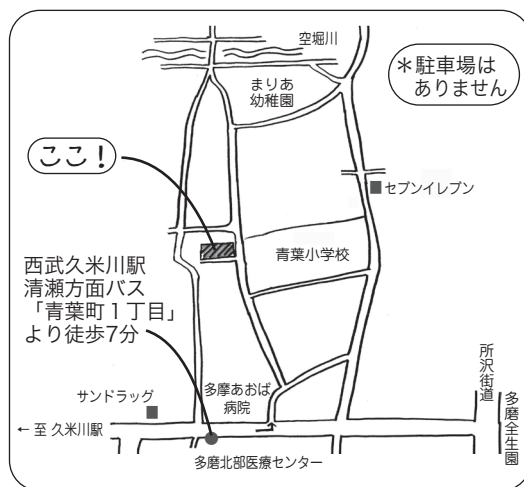 空堀川
まりあ
幼稚園
＊駐車場は
ありません
ここ！
セブンイレブン
青葉小学校
西武久米川駅
清瀬方面バス
「青葉町１丁目」
より徒歩7分
サンドラッグ
多摩あおば
病院
所沢街道
多磨全生園
← 至 久米川駅
多磨北部医療センター